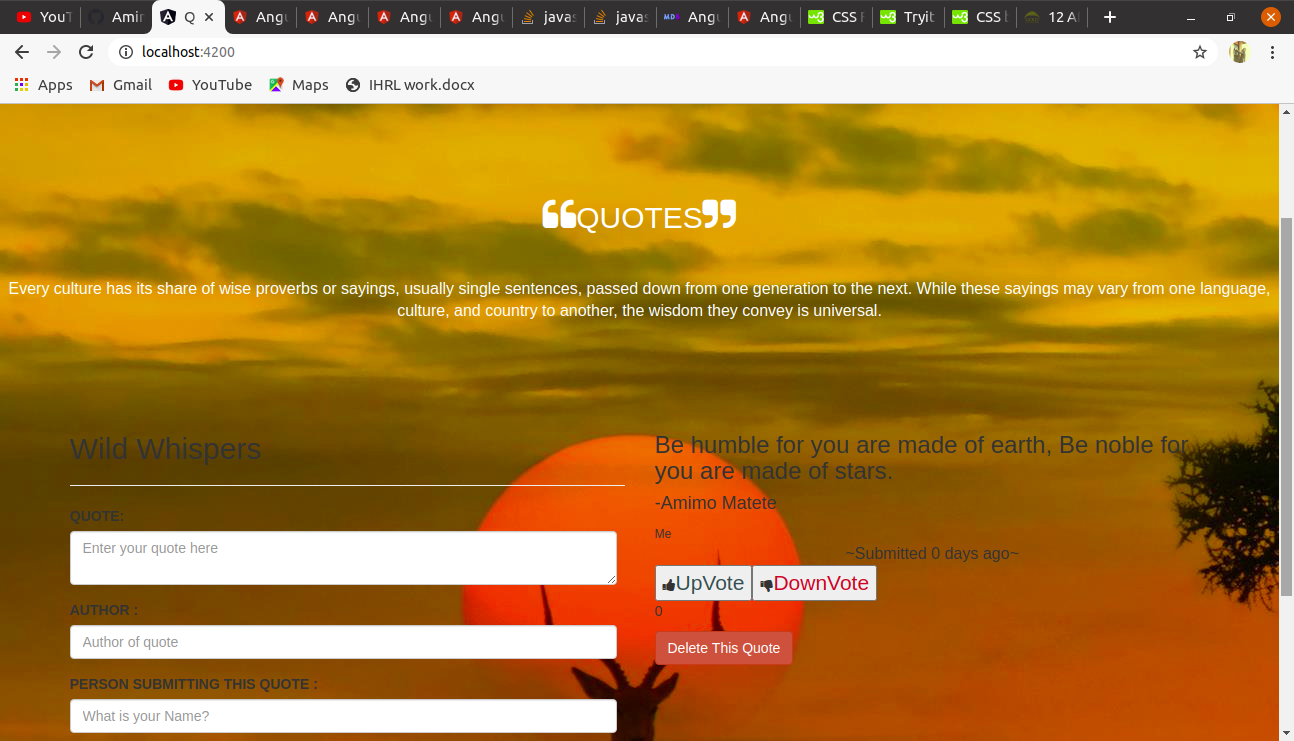 YouT
Amir
Q
Angu
Angu
Angu
Angu
javas
javas
Angu
Angu
CSS F
Tryit
CSS
12 A
localhost:4200
Apps
Gmail
YouTube
Maps
IHRL work.docx
❝QUOTES❞
Every culture has its share of wise proverbs or sayings, usually single sentences, passed down from one generation to the next. While these sayings may vary from one language,
culture, and country to another, the wisdom they convey is universal.
Wild Whispers
QUOTE:
Enter your quote here
AUTHOR :
Author of quote
PERSON SUBMITTING THIS QUOTE :
What is your Name?
Be humble for you are made of earth, Be noble for
you are made of stars.
-Amimo Matete
Me
~Submitted 0 days ago~
UpVote DownVote
0
Delete This Quote